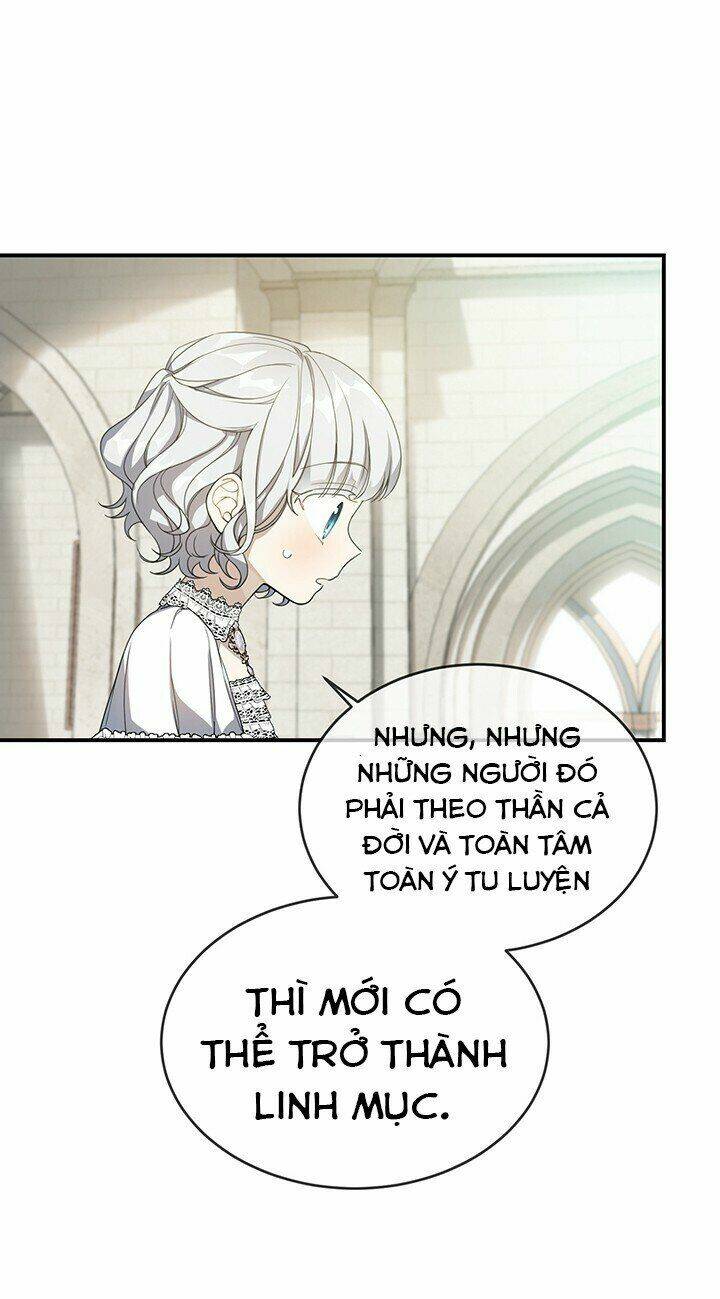 NHƯNG, NHƯNG
NHỮNG NGƯỜI ĐÓ
PHẢI THEO THẦN CẢ
ĐỜI VÀ TOÀN TÂM
TOÀN Ý TU LUYỆN
THÌ MỚI CÓ
THỂ TRỞ THÀNH
LINH MỤC.